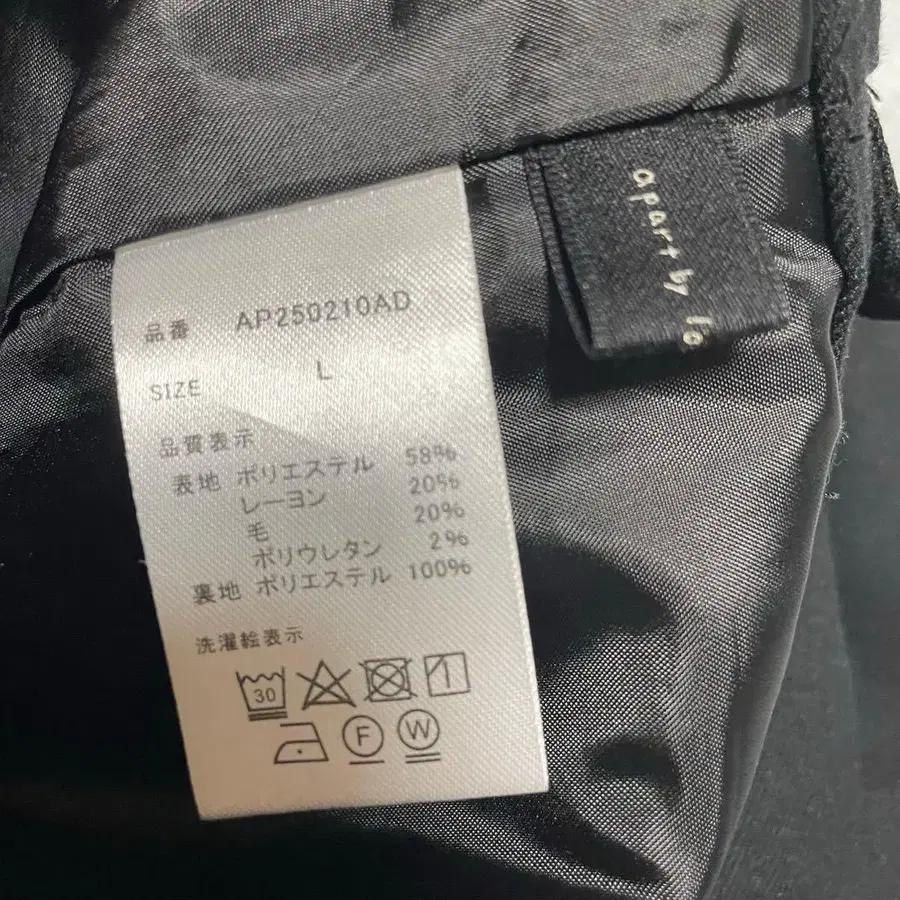 品番 AP250210AD
SIZE L
品質表示
表地 ポリエステル 58%
レーヨン 20%
毛 20%
ポリウレタン 2%
裏地 ポリエステル 100%
洗濯絵表示
30
F W
apart by